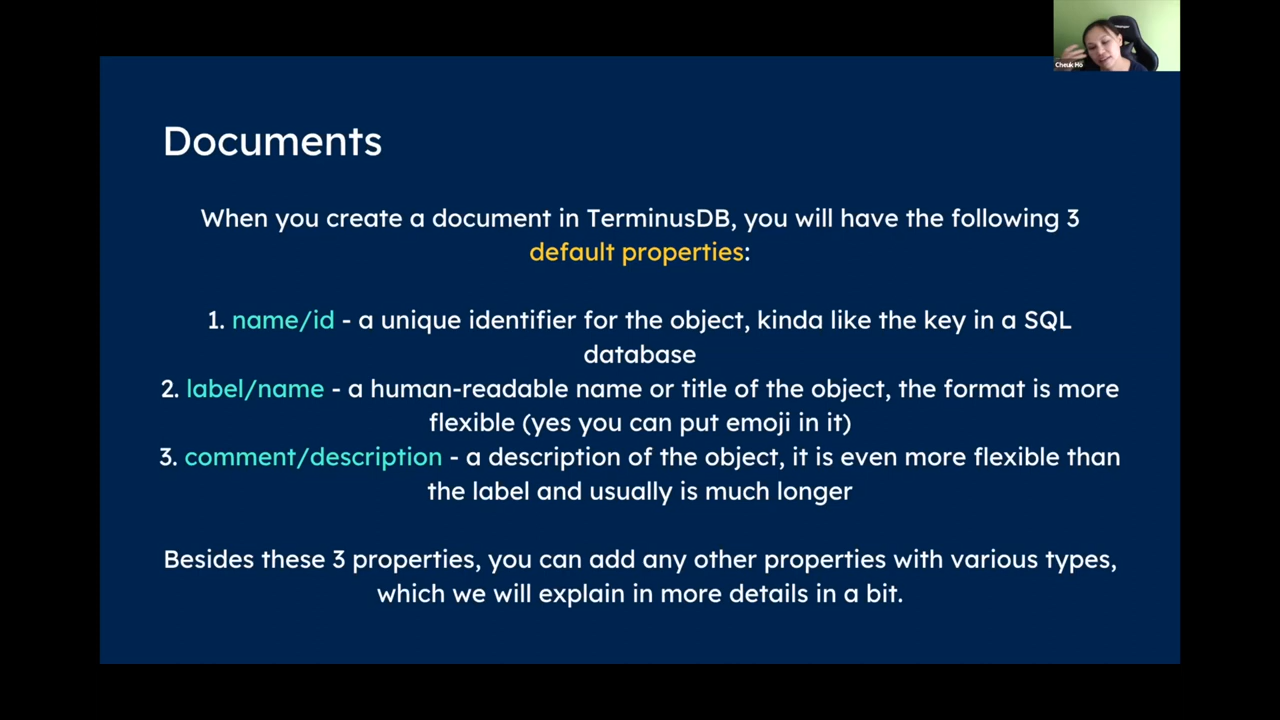 Cheuk Ho
Documents
When you create a document in TerminusDB, you will have the following 3
default properties:
1. name/id - a unique identifier for the object, kinda like the key in a SQL
database
2. label/name - a human-readable name or title of the object, the format is more
flexible (yes you can put emoji in it)
3. comment/description - a description of the object, it is even more flexible than
the label and usually is much longer
Besides these 3 properties, you can add any other properties with various types,
which we will explain in more details in a bit.